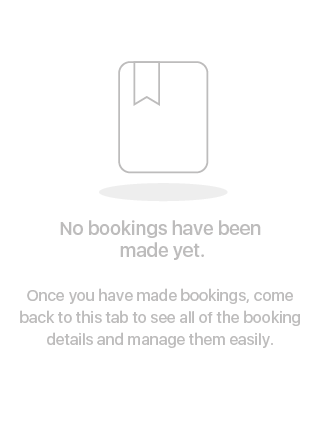 No bookings have been
made yet.
Once you have made bookings, come
back to this tab to see all of the booking
details and manage them easily.